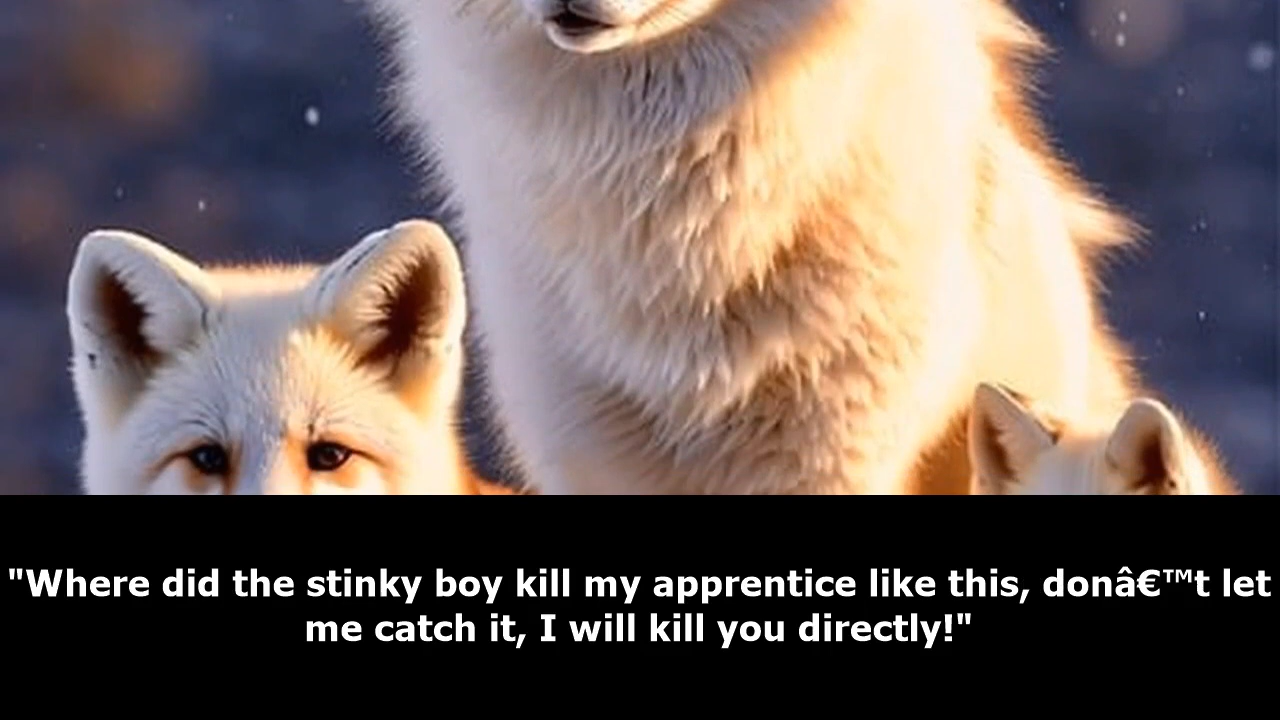 "Where did the stinky boy kill my apprentice like this, donâ€™t let
me catch it, I will kill you directly!"